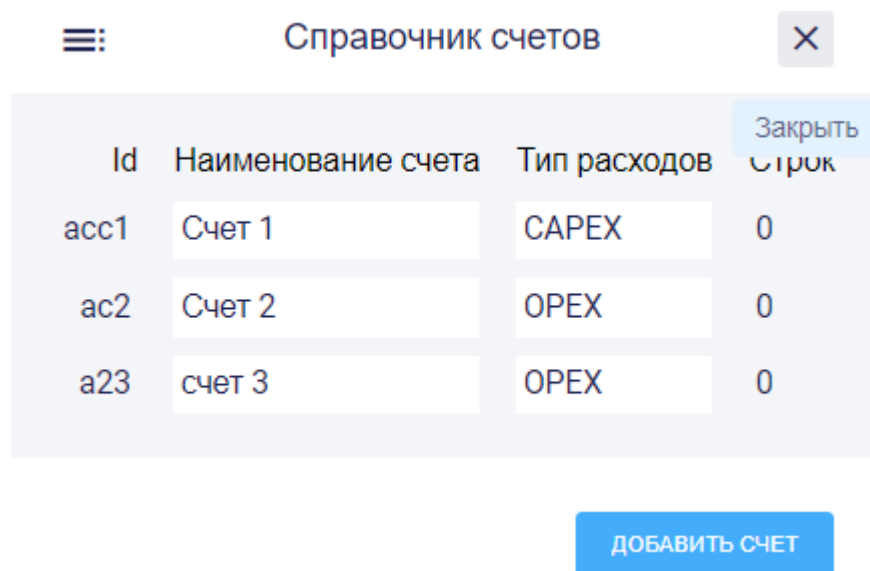 Справочник счетов
Закрыть
Id Наименование счета Тип расходов Строк
acc1 Счет 1 CAPEX 0
ac2 Счет 2 OPEX 0
a23 счет 3 OPEX 0
ДОБАВИТЬ СЧЕТ